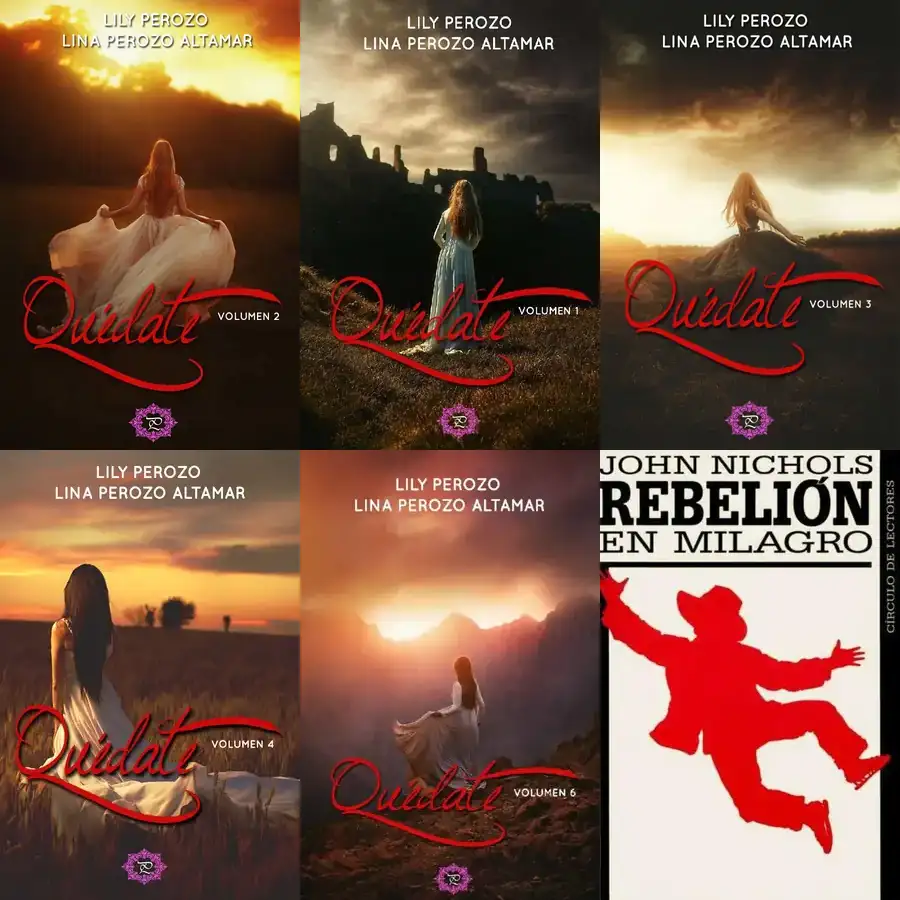 LILY PEROZO
LINA PEROZO ALTAMAR
Quédate
VOLUMEN 2
LILY PEROZO
LINA PEROZO ALTAMAR
Quédate
VOLUMEN 1
LILY PEROZO
LINA PEROZO ALTAMAR
Quédate
VOLUMEN 3
LILY PEROZO
LINA PEROZO ALTAMAR
Quédate
VOLUMEN 4
LILY PEROZO
LINA PEROZO ALTAMAR
Quédate
VOLUMEN 6
JOHN NICHOLS
REBELIÓN
EN MILAGRO
CÍRCULO DE LECTORES